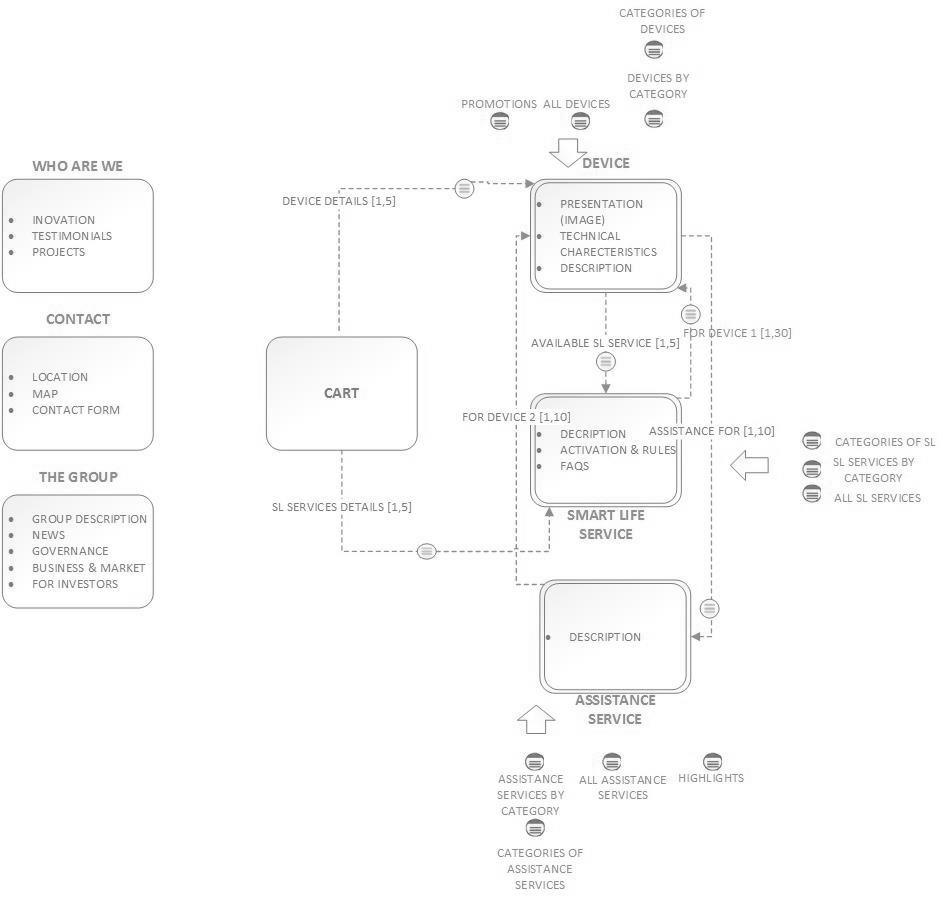 CATEGORIES OF
DEVICES
DEVICES BY
CATEGORY
PROMOTIONS
ALL DEVICES
DEVICE
PRESENTATION
(IMAGE)
TECHNICAL
CHARECTERISTICS
DESCRIPTION
WHO ARE WE
INOVATION
TESTIMONIALS
PROJECTS
DEVICE DETAILS [1,5]
CONTACT
LOCATION
MAP
CONTACT FORM
CART
AVAILABLE SL SERVICE [1,5]
FOR DEVICE 1 [1,30]
FOR DEVICE 2 [1,10]
ASSISTANCE FOR [1,10]
DECRIPTION
ACTIVATION & RULES
FAQS
SMART LIFE
SERVICE
CATEGORIES OF SL
SL SERVICES BY
CATEGORY
ALL SL SERVICES
THE GROUP
GROUP DESCRIPTION
NEWS
GOVERNANCE
BUSINESS & MARKET
FOR INVESTORS
SL SERVICES DETAILS [1,5]
DESCRIPTION
ASSISTANCE
SERVICE
ASSISTANCE
SERVICES BY
CATEGORY
ALL ASSISTANCE
SERVICES
HIGHLIGHTS
CATEGORIES OF
ASSISTANCE
SERVICES